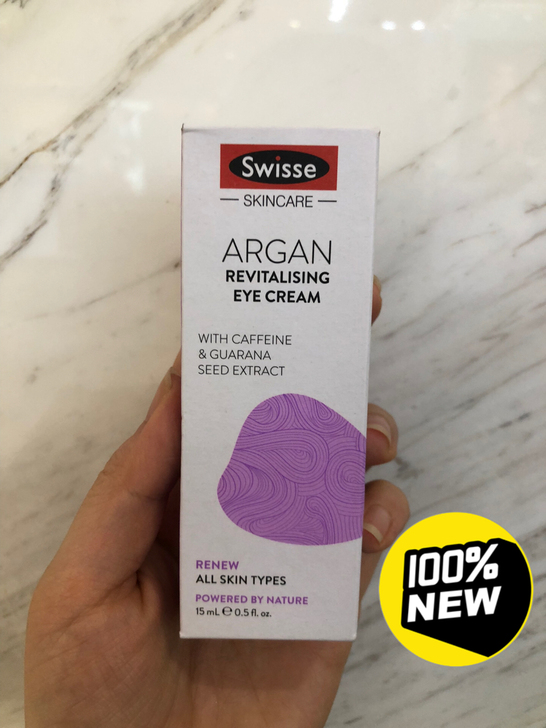 Swisse
SKINCARE
ARGAN
REVITALISING
EYE CREAM
WITH CAFFEINE
& GUARANA
SEED EXTRACT
RENEW
ALL SKIN TYPES
POWERED BY NATURE
15 mL ℮ 0.5 fl. oz.
100%
NEW